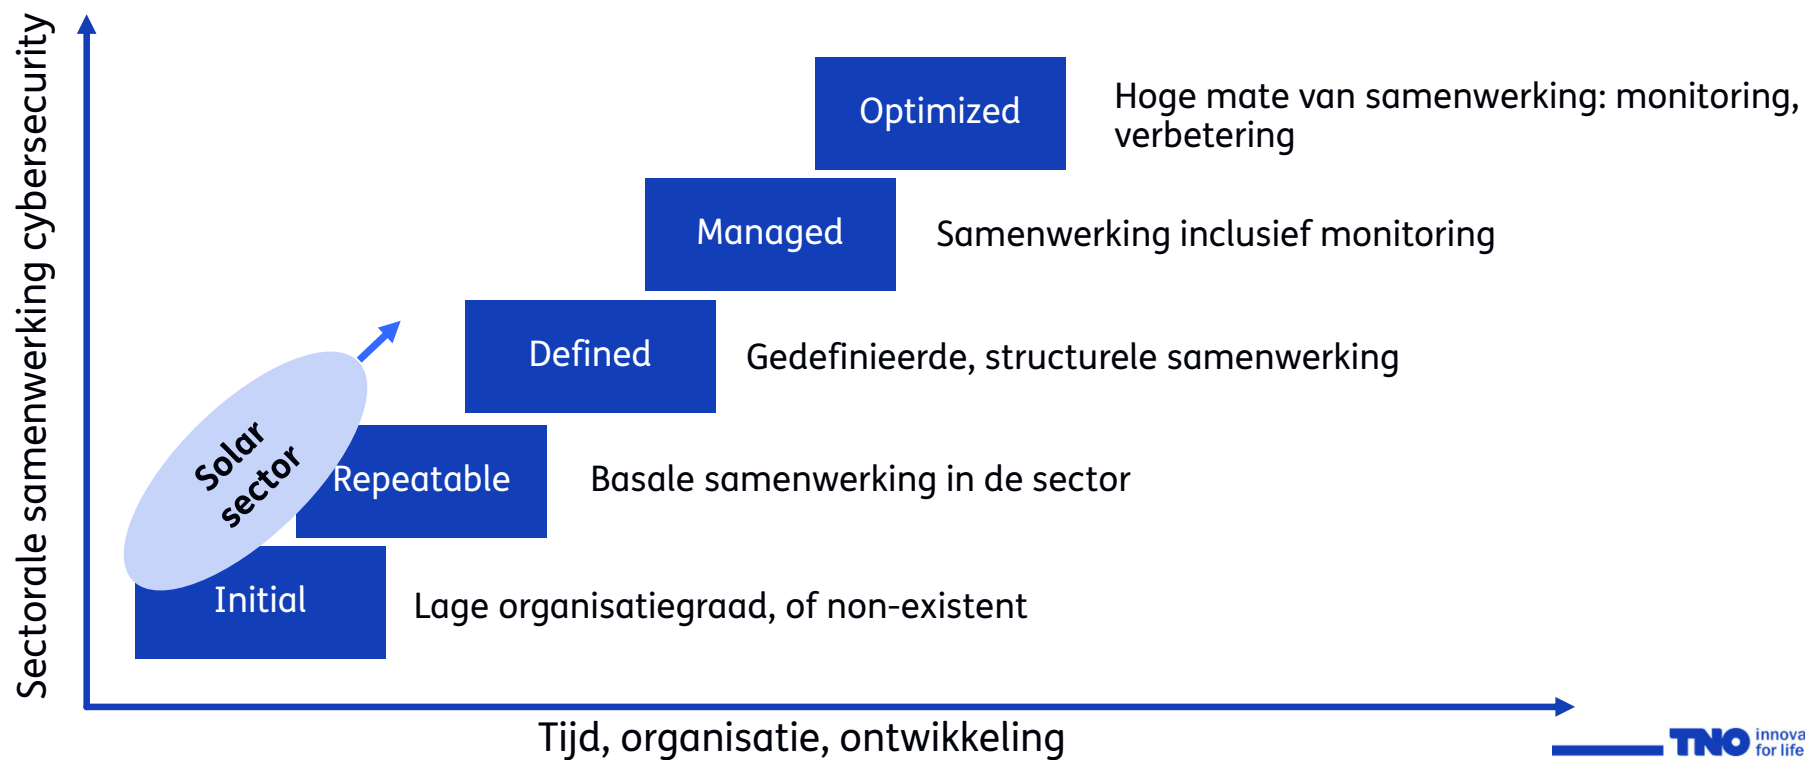 Sectorale samenwerking cybersecurity
Optimized
Hoge mate van samenwerking: monitoring,
verbetering
Managed
Samenwerking inclusief monitoring
Defined
Gedefinieerde, structurele samenwerking
Solar
sector
Repeatable
Basale samenwerking in de sector
Initial
Lage organisatiegraad, of non-existent
Tijd, organisatie, ontwikkeling
TNO
innova
for life